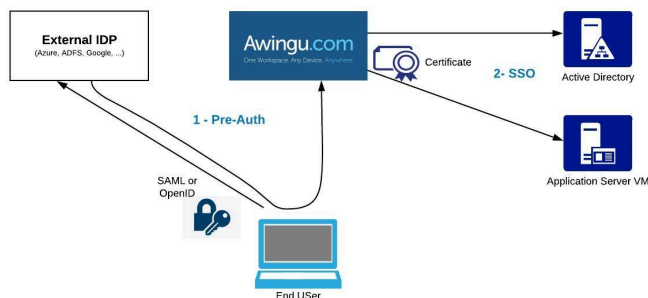 External IDP
(Azure, ADFS, Google, ...)
Awingu.com
One Workspace. Any Device. Anywhere.
Certificate
2- SSO
Active Directory
1 - Pre-Auth
SAML or
OpenID
Application Server VM
End USer